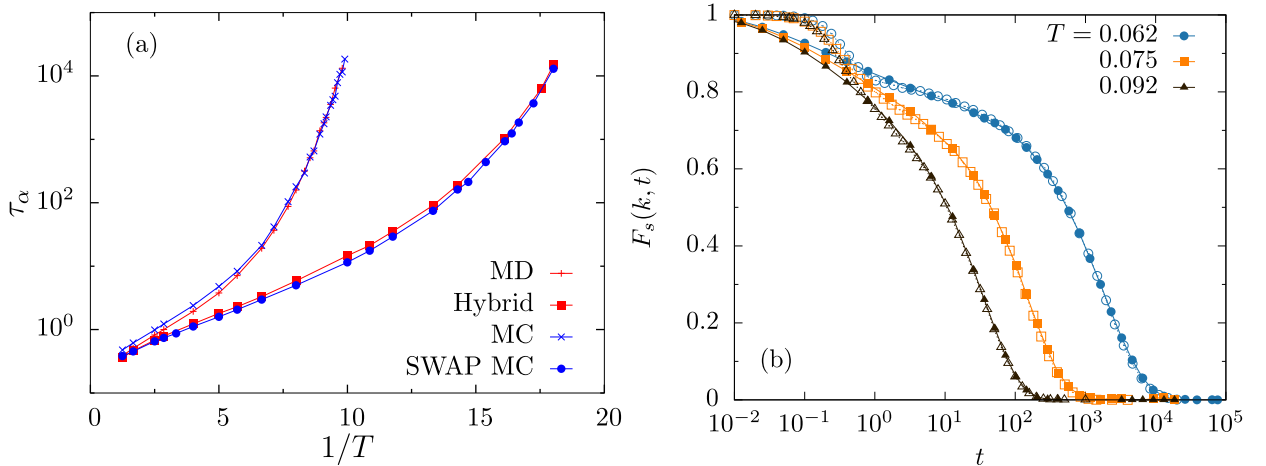 (a)
τ_α
10^4
10^2
10^0
MD
Hybrid
MC
SWAP MC
0 5 10 15 20
1/T
F_s(k, t)
1
0.8
0.6
0.4
0.2
0
T = 0.062
0.075
0.092
(b)
10^−2 10^−1 10^0 10^1 10^2 10^3 10^4 10^5
t